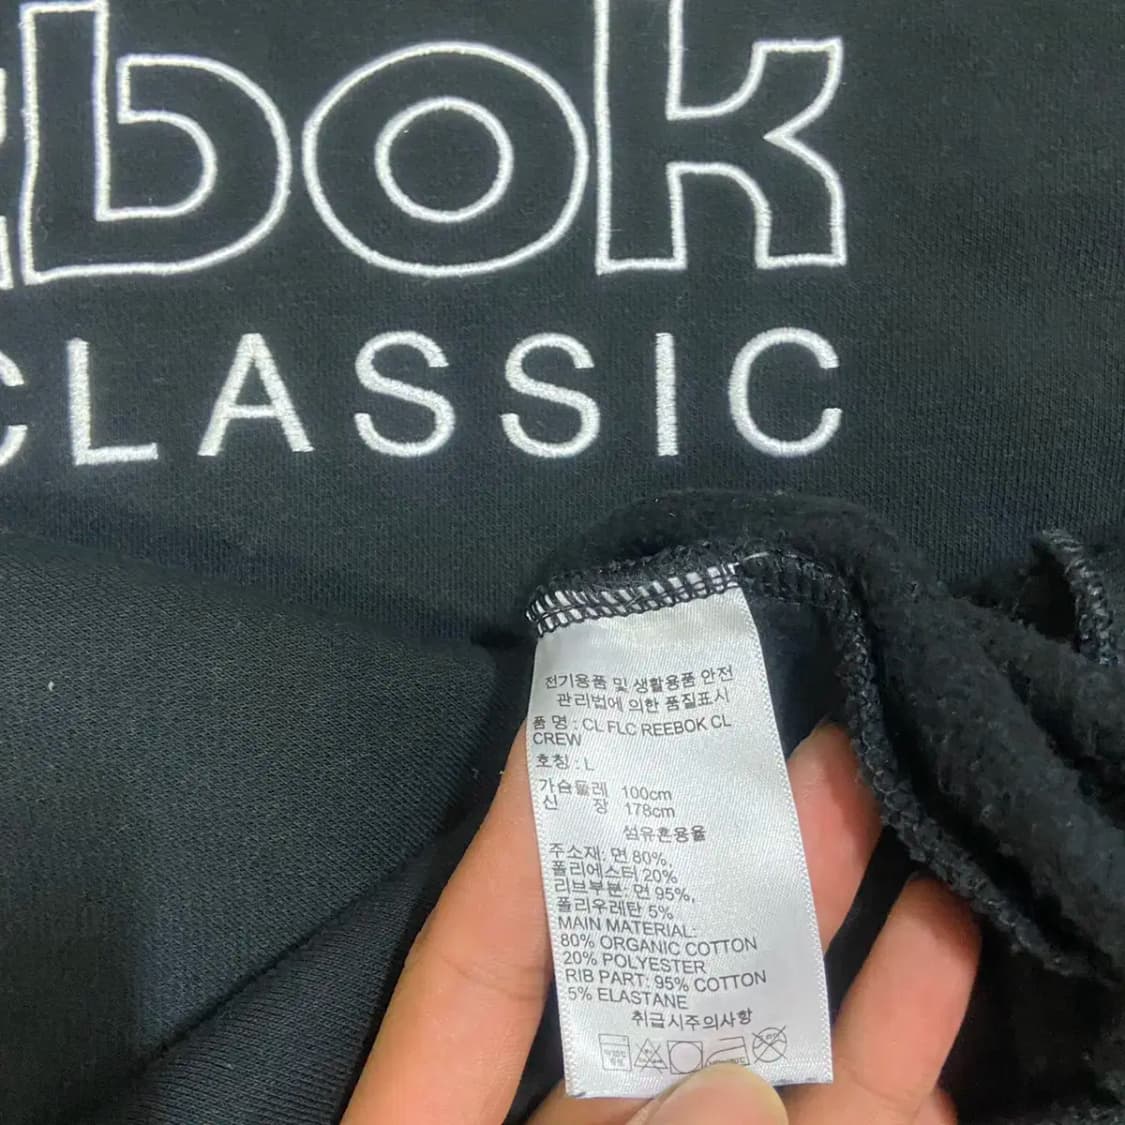 bok
CLASSIC
전기용품 및 생활용품 안전
관리법에 의한 품질표시
품 명 : CL FLC REEBOK CL
CREW
호칭 : L
가슴둘레 100cm
신 장 178cm
섬유혼용율
주소재: 면 80%,
폴리에스터 20%
리브부분: 면 95%,
폴리우레탄 5%
MAIN MATERIAL:
80% ORGANIC COTTON
20% POLYESTER
RIB PART: 95% COTTON
5% ELASTANE
취급시주의사항